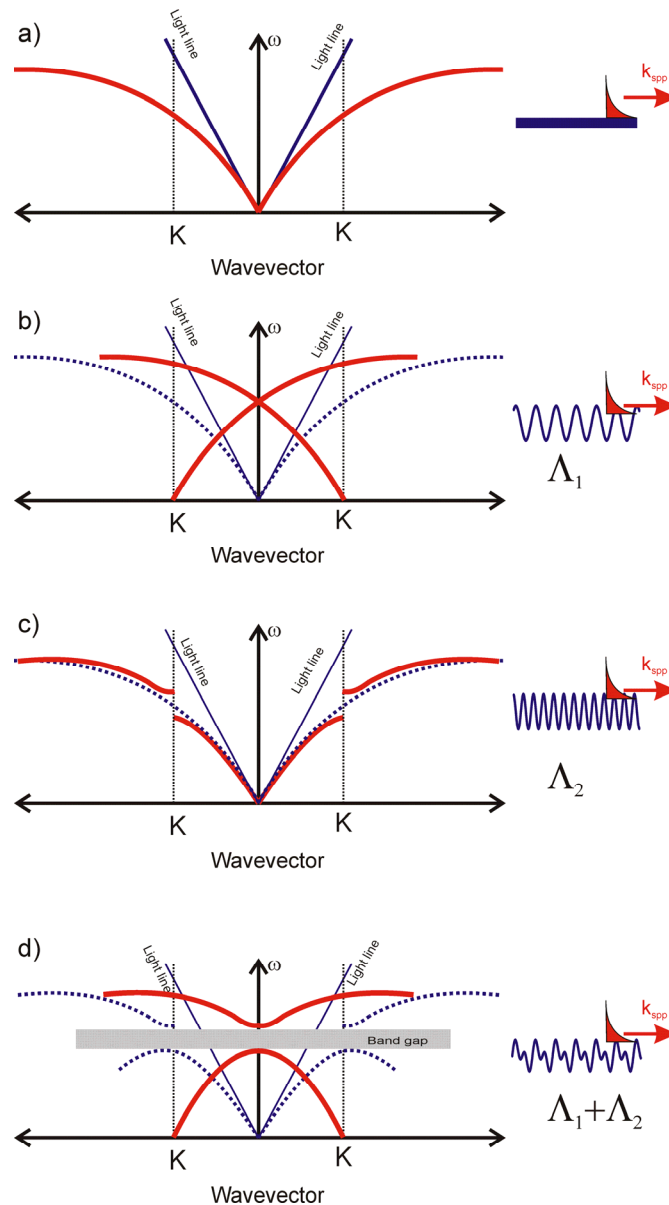 a)
ω
Light line
Light line
k_spp
K
K
Wavevector
b)
ω
Light line
Light line
k_spp
K
K
Λ₁
Wavevector
c)
ω
Light line
Light line
k_spp
K
K
Λ₂
Wavevector
d)
ω
Light line
Light line
k_spp
Band gap
K
K
Λ₁+Λ₂
Wavevector